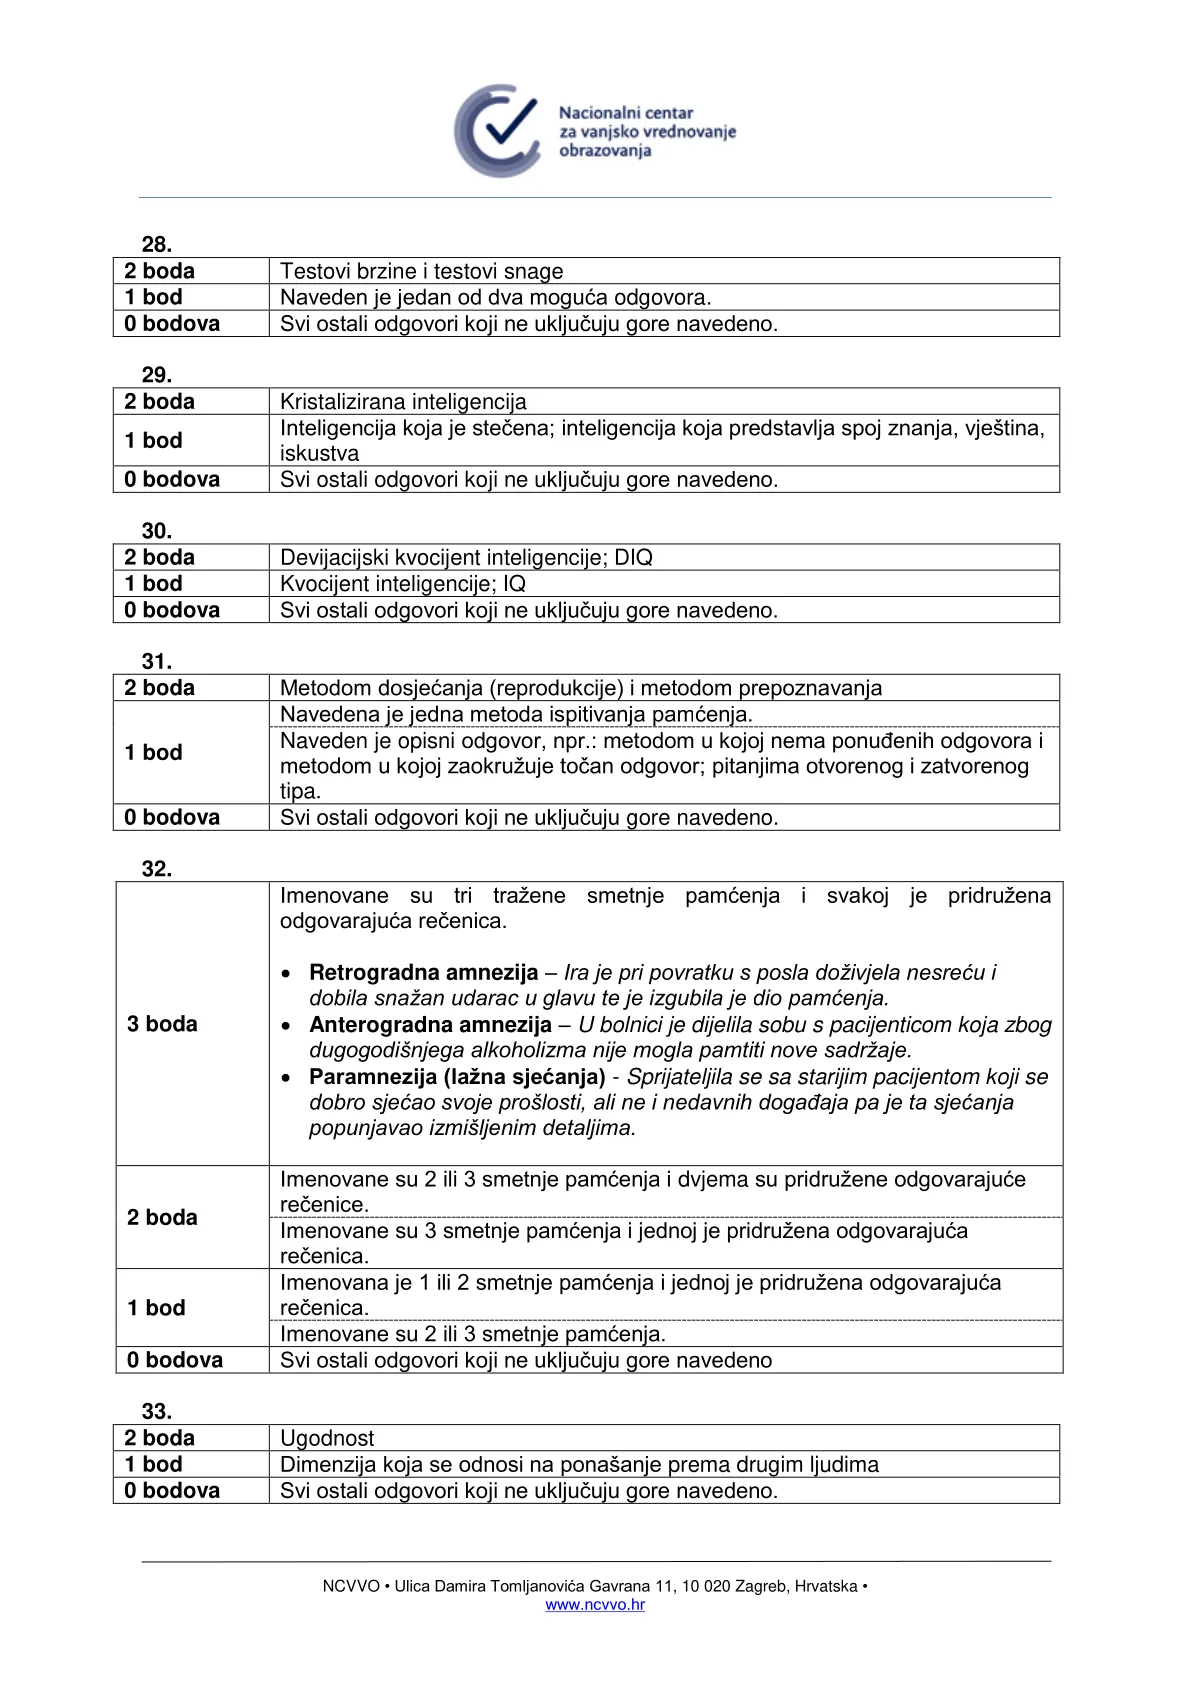 Nacionalni centar
za vanjsko vrednovanje
obrazovanja
28.
2 boda Testovi brzine i testovi snage
1 bod Naveden je jedan od dva moguća odgovora.
0 bodova Svi ostali odgovori koji ne uključuju gore navedeno.
29.
2 boda Kristalizirana inteligencija
1 bod Inteligencija koja je stečena; inteligencija koja predstavlja spoj znanja, vještina,
iskustva
0 bodova Svi ostali odgovori koji ne uključuju gore navedeno.
30.
2 boda Devijacijski kvocijent inteligencije; DIQ
1 bod Kvocijent inteligencije; IQ
0 bodova Svi ostali odgovori koji ne uključuju gore navedeno.
31.
2 boda Metodom dosjećanja (reprodukcije) i metodom prepoznavanja
1 bod Navedena je jedna metoda ispitivanja pamćenja.
Naveden je opisni odgovor, npr.: metodom u kojoj nema ponuđenih odgovora i
metodom u kojoj zaokružuje točan odgovor; pitanjima otvorenog i zatvorenog
tipa.
0 bodova Svi ostali odgovori koji ne uključuju gore navedeno.
32.
3 boda Imenovane su tri tražene smetnje pamćenja i svakoj je pridružena
odgovarajuća rečenica.
• Retrogradna amnezija – Ira je pri povratku s posla doživjela nesreću i
dobila snažan udarac u glavu te je izgubila je dio pamćenja.
• Anterogradna amnezija – U bolnici je dijelila sobu s pacijenticom koja zbog
dugogodišnjega alkoholizma nije mogla pamtiti nove sadržaje.
• Paramnezija (lažna sjećanja) - Sprijateljila se sa starijim pacijentom koji se
dobro sjećao svoje prošlosti, ali ne i nedavnih događaja pa je ta sjećanja
popunjavao izmišljenim detaljima.
2 boda Imenovane su 2 ili 3 smetnje pamćenja i dvjema su pridružene odgovarajuće
rečenice.
Imenovane su 3 smetnje pamćenja i jednoj je pridružena odgovarajuća
rečenica.
1 bod Imenovana je 1 ili 2 smetnje pamćenja i jednoj je pridružena odgovarajuća
rečenica.
Imenovane su 2 ili 3 smetnje pamćenja.
0 bodova Svi ostali odgovori koji ne uključuju gore navedeno
33.
2 boda Ugodnost
1 bod Dimenzija koja se odnosi na ponašanje prema drugim ljudima
0 bodova Svi ostali odgovori koji ne uključuju gore navedeno.
NCVVO • Ulica Damira Tomljanovića Gavrana 11, 10 020 Zagreb, Hrvatska •
www.ncvvo.hr